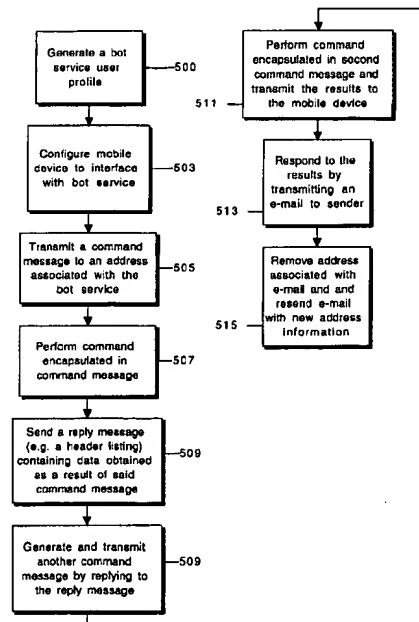 Generate a bot
service user
profile
500
Configure mobile
device to interface
with bot service
503
Transmit a command
message to an address
associated with the
bot service
505
Perform command
encapsulated in
command message
507
Send a reply message
(e.g. a header listing)
containing data obtained
as a result of said
command message
509
Generate and transmit
another command
message by replying to
the reply message
509
Perform command
encapsulated in second
command message and
transmit the results
to the mobile device
511
Respond to the
results by
transmitting an
e-mail to sender
513
Remove address
associated with
e-mail and and
resend e-mail
with new address
information
515